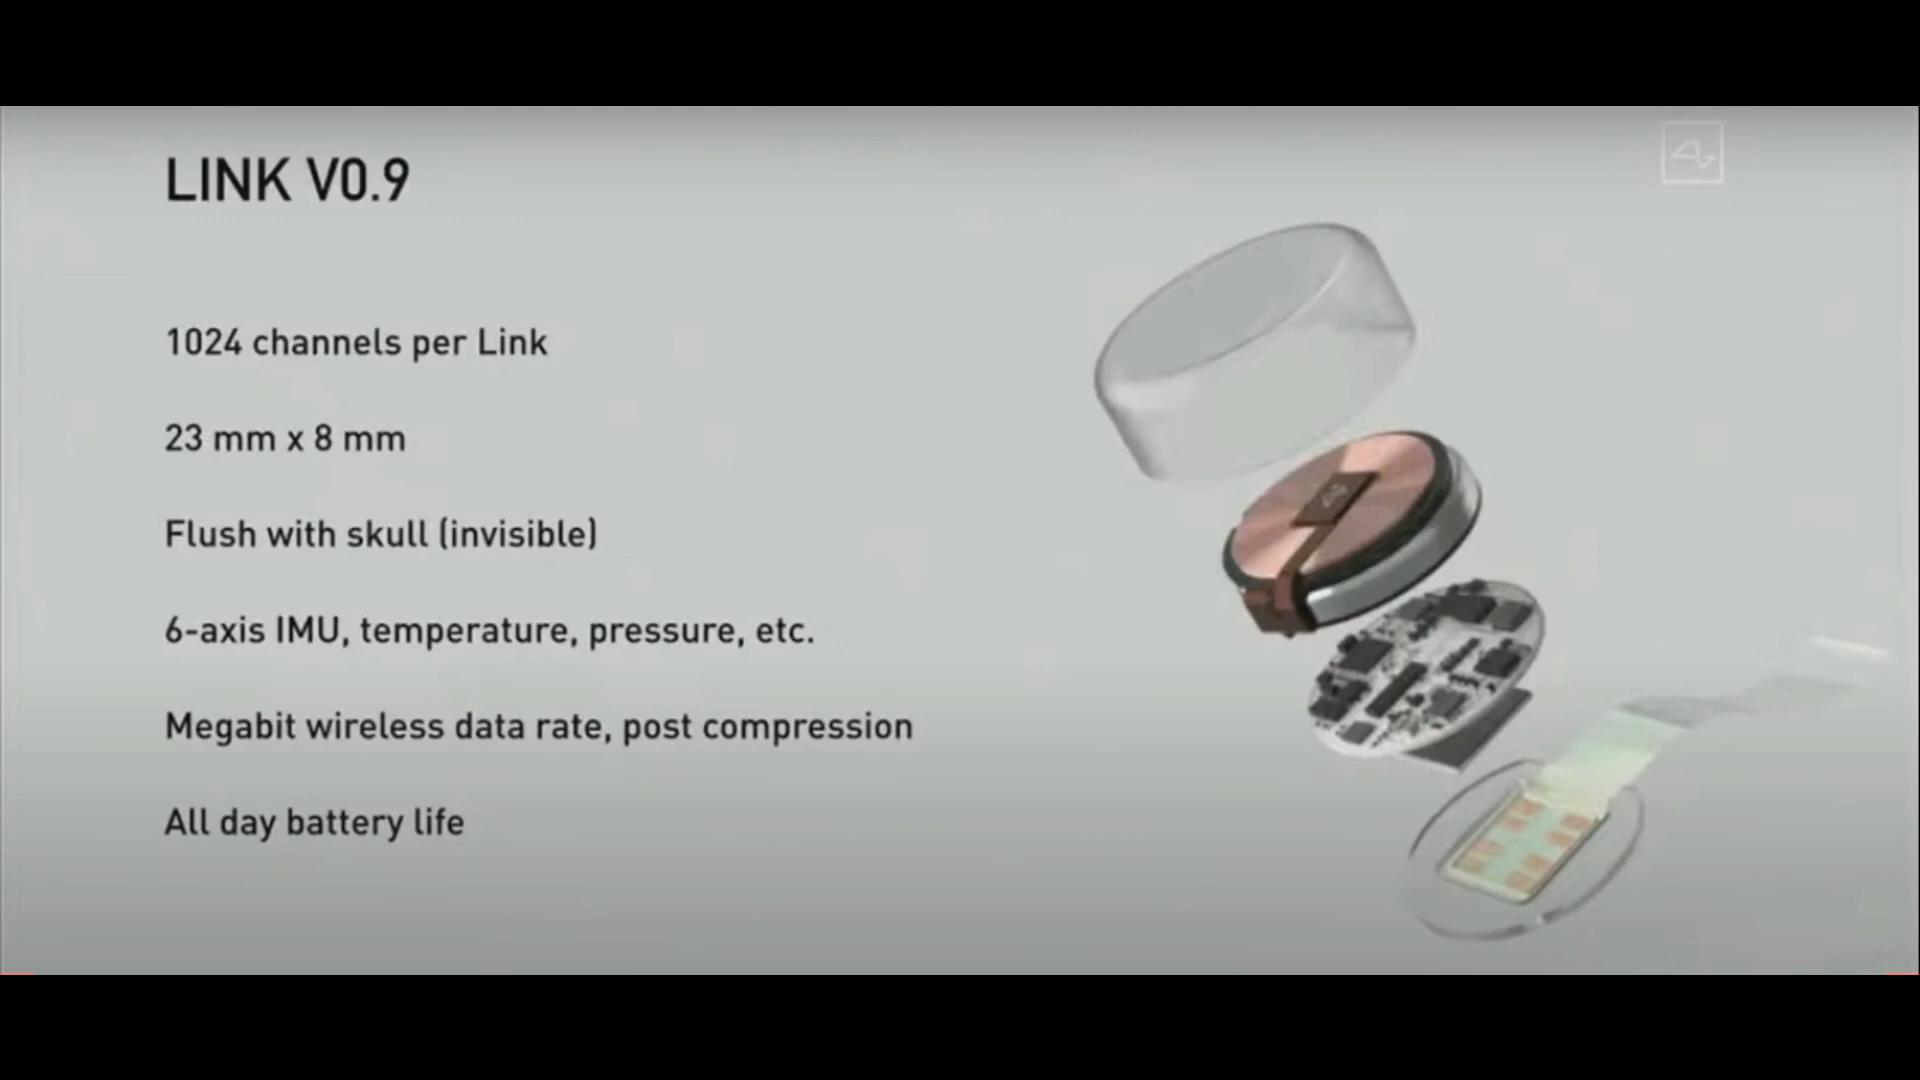 LINK V0.9
1024 channels per Link
23 mm x 8 mm
Flush with skull (invisible)
6-axis IMU, temperature, pressure, etc.
Megabit wireless data rate, post compression
All day battery life